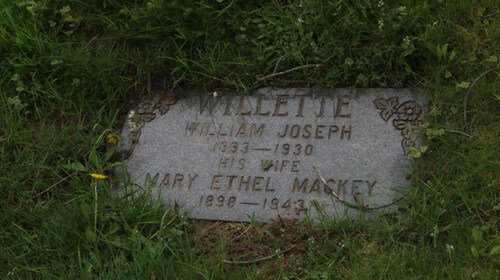 WILLETTE
WILLIAM JOSEPH
1893—1930
HIS WIFE
MARY ETHEL MACKEY
1898—1943